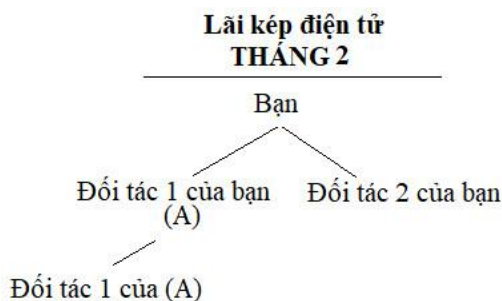 Lãi kép điện tử
THÁNG 2
Bạn
Đối tác 1 của bạn
(A)
Đối tác 2 của bạn
Đối tác 1 của (A)